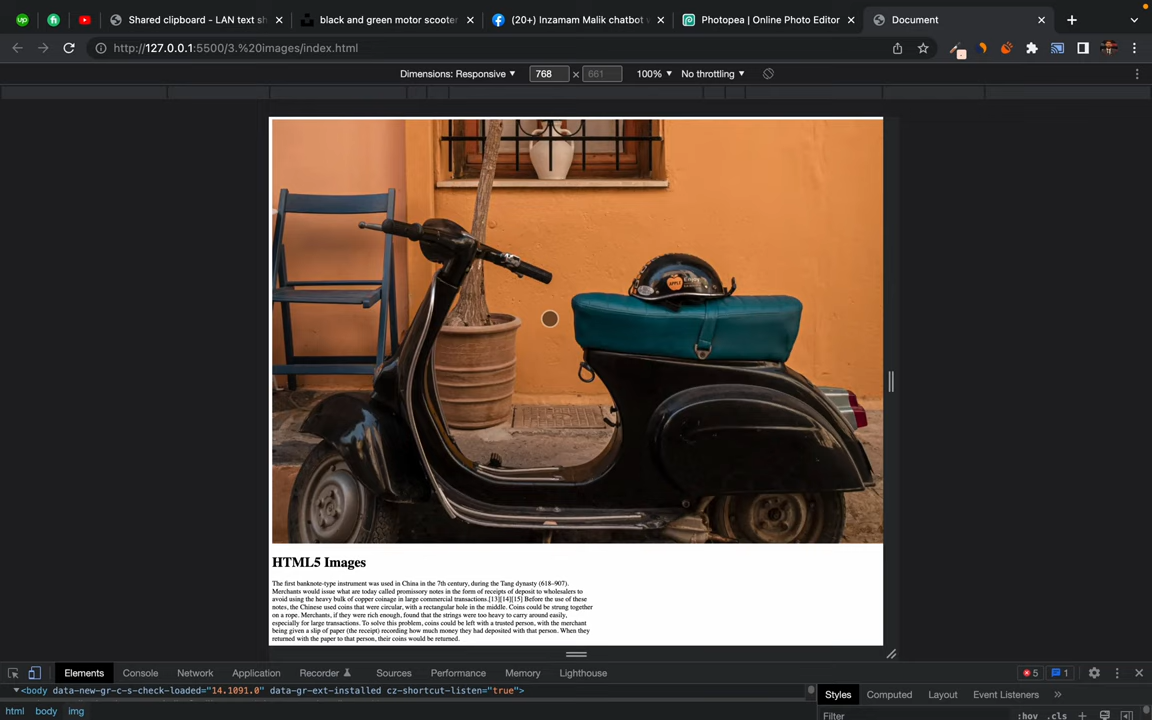 Shared clipboard - LAN text sh
black and green motor scooter
(20+) Inzamam Malik chatbot
Photopea | Online Photo Editor
Document
http://127.0.0.1:5500/3.%20images/index.html
Dimensions: Responsive
768
×
661
100%
No throttling
APPLE
HTML5 Images
The first banknote-type instrument was used in China in the 7th century, during the Tang dynasty (618–907).
Merchants would issue what are today called promissory notes in the form of receipts of deposit to wholesalers to
avoid using the heavy bulk of copper coinage in large commercial transactions.[13][14][15] Before the use of these
notes, the Chinese used coins that were circular, with a rectangular hole in the middle. Coins could be strung together
on a rope. Merchants, if they were rich enough, found that the strings were too heavy to carry around easily,
especially for large transactions. To solve this problem, coins could be left with a trusted person, with the merchant
being given a slip of paper (the receipt) recording how much money they had deposited with that person. When they
returned with the paper to that person, their coins would be returned.
Elements
Console
Network
Application
Recorder
Sources
Performance
Memory
Lighthouse
5
1
<body data-new-gr-c-s-check-loaded="14.1091.0" data-gr-ext-installed cz-shortcut-listen="true">
Styles
Computed
Layout
Event Listeners
html
body
img
Filter
:hov
.cls